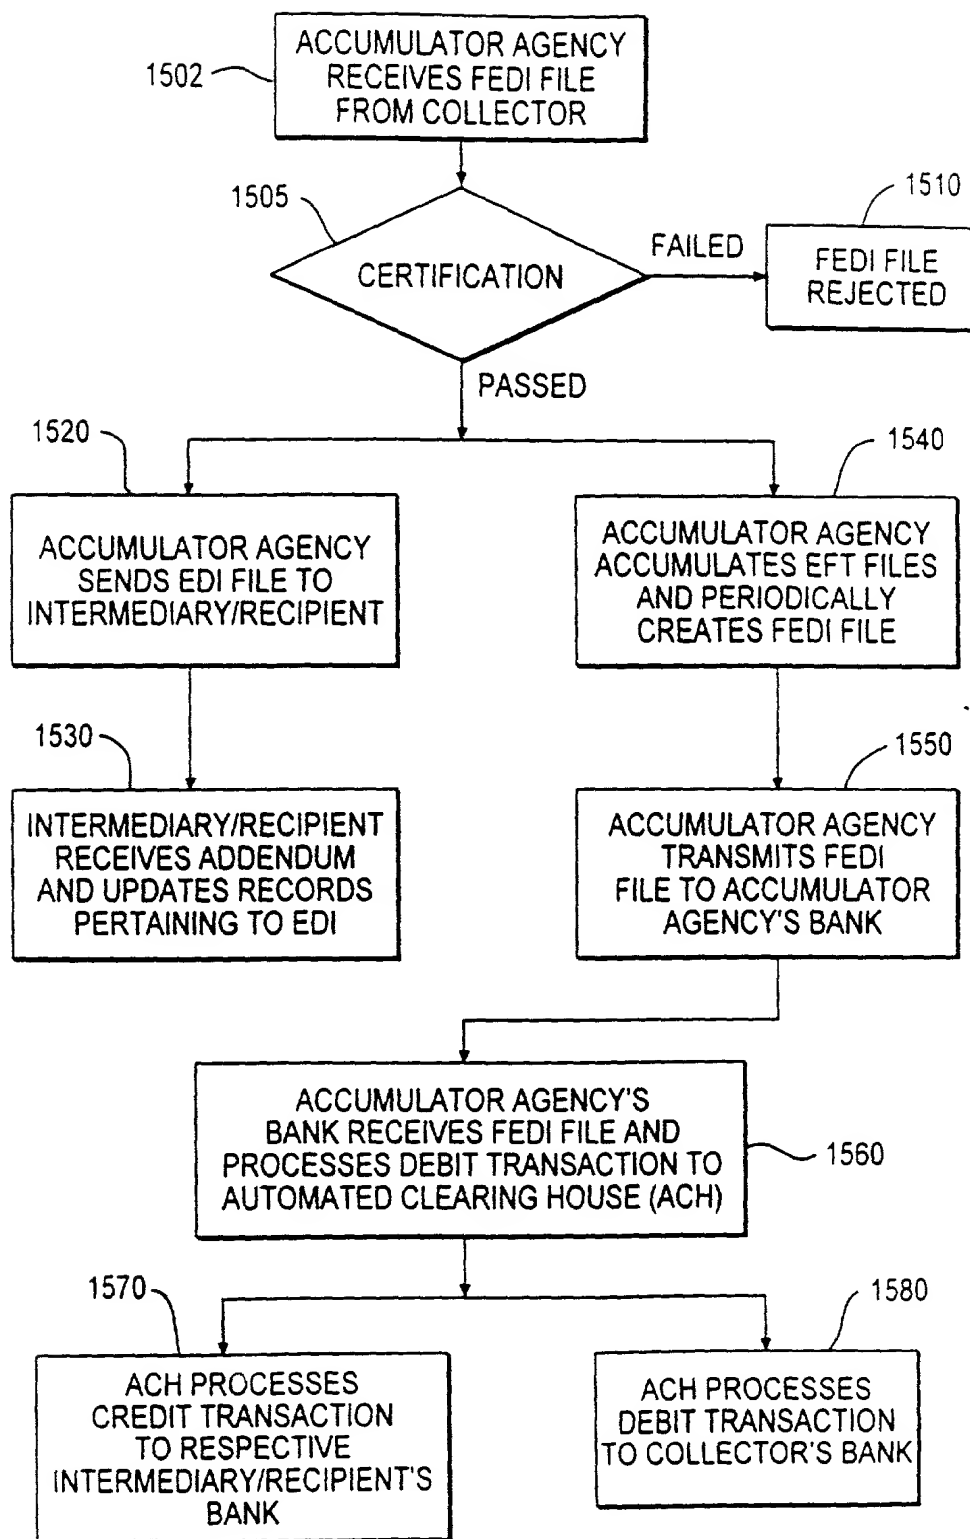 1502
ACCUMULATOR AGENCY
RECEIVES FEDI FILE
FROM COLLECTOR
1505
CERTIFICATION
FAILED
1510
FEDI FILE
REJECTED
PASSED
1520
ACCUMULATOR AGENCY
SENDS EDI FILE TO
INTERMEDIARY/RECIPIENT
1540
ACCUMULATOR AGENCY
ACCUMULATES EFT FILES
AND PERIODICALLY
CREATES FEDI FILE
1530
INTERMEDIARY/RECIPIENT
RECEIVES ADDENDUM
AND UPDATES RECORDS
PERTAINING TO EDI
1550
ACCUMULATOR AGENCY
TRANSMITS FEDI
FILE TO ACCUMULATOR
AGENCY'S BANK
ACCUMULATOR AGENCY'S
BANK RECEIVES FEDI FILE AND
PROCESSES DEBIT TRANSACTION TO
AUTOMATED CLEARING HOUSE (ACH)
1560
1570
ACH PROCESSES
CREDIT TRANSACTION
TO RESPECTIVE
INTERMEDIARY/RECIPIENT'S
BANK
1580
ACH PROCESSES
DEBIT TRANSACTION
TO COLLECTOR'S BANK